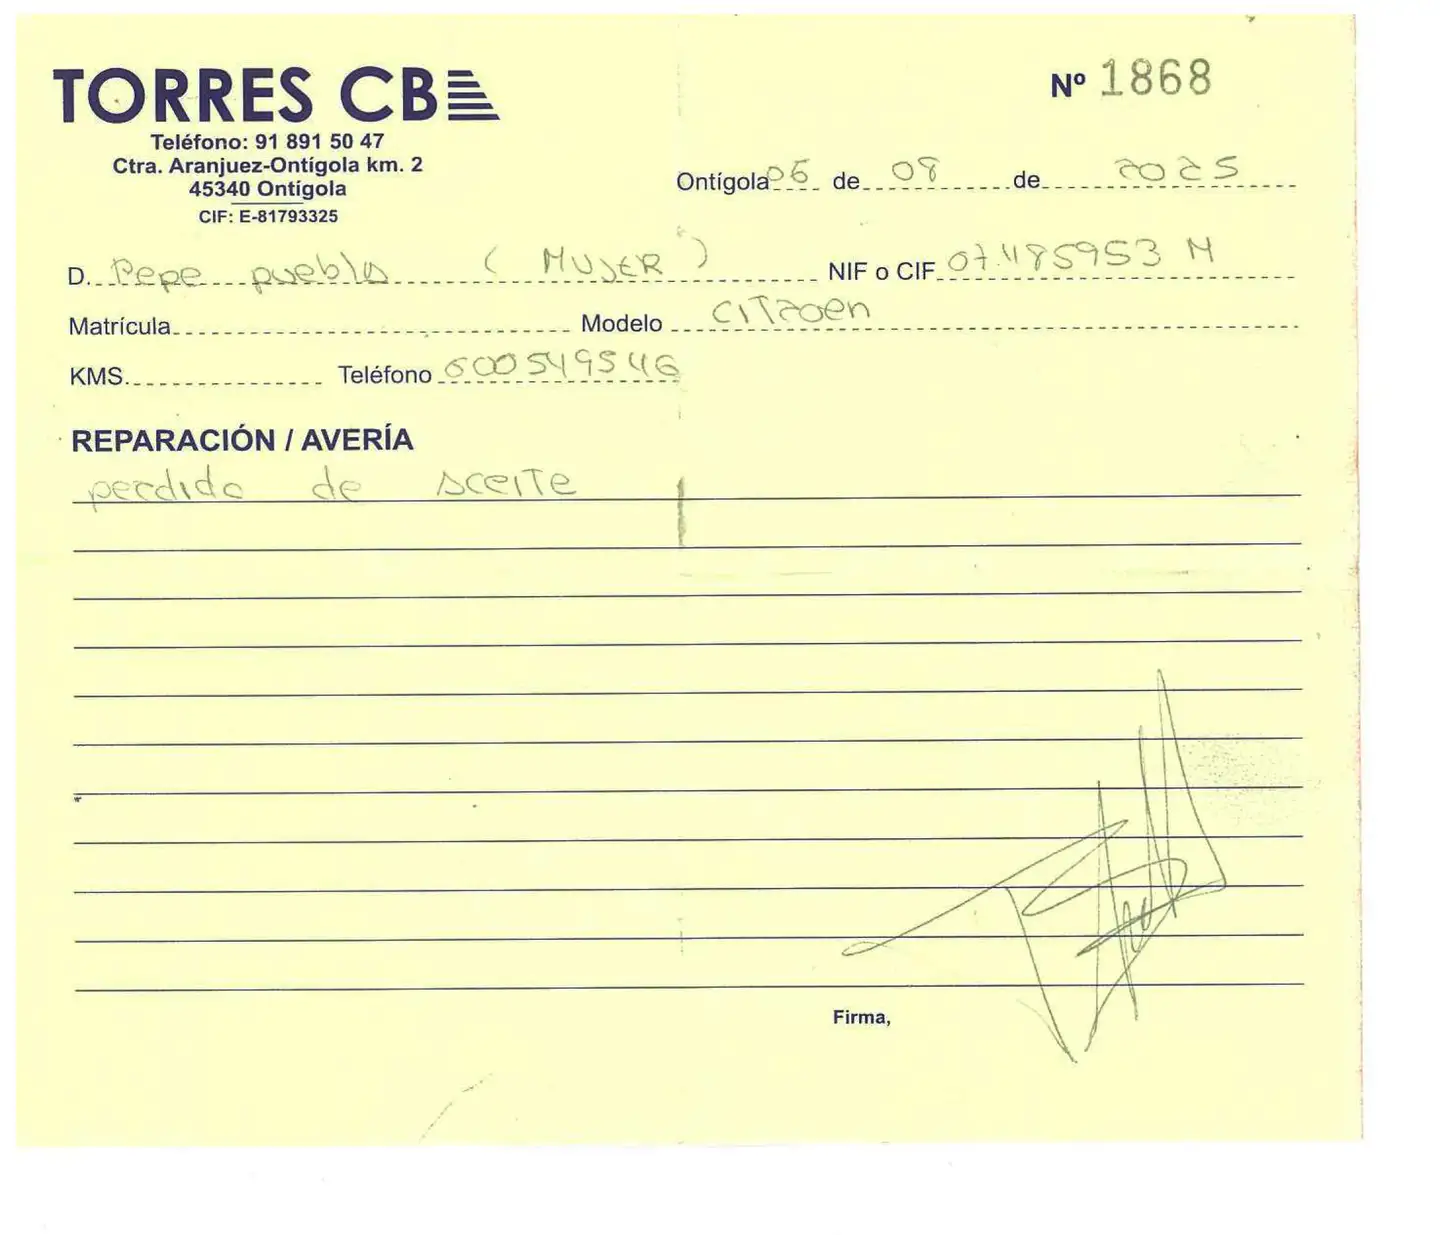 TORRES CB
Nº 1868
Teléfono: 91 891 50 47
Ctra. Aranjuez-Ontígola km. 2
45340 Ontígola
CIF: E-81793325
Ontígola 06 de 08 de 2025
D. Pepe pueblo (MUJER) NIF o CIF 07485953 M
Matrícula Modelo CITROEN
KMS. Teléfono 600549546
REPARACIÓN / AVERÍA
perdida de aceite
Firma,